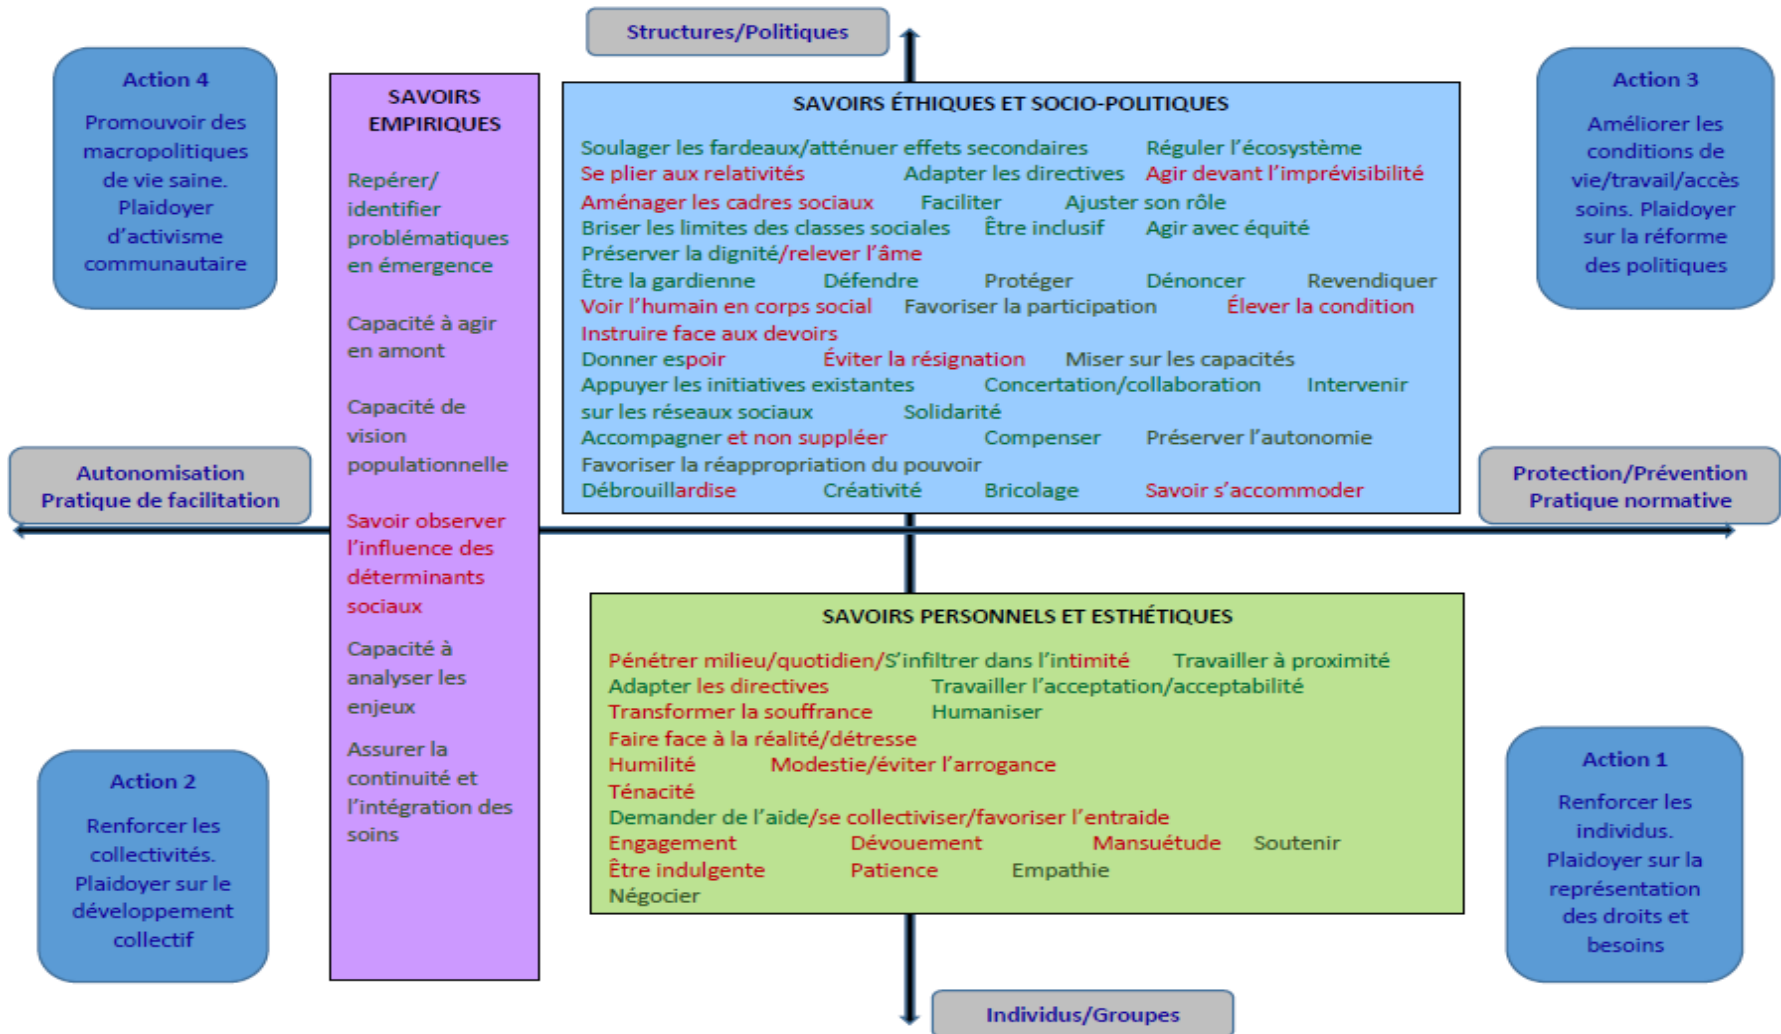 Structures/Politiques
Action 4
Promouvoir des
macropolitiques
de vie saine.
Plaidoyer
d'activisme
communautaire
SAVOIRS
EMPIRIQUES
Repérer/
identifier
problématiques
en émergence
Capacité à agir
en amont
Capacité de
vision
populationnelle
Savoir observer
l'influence des
déterminants
sociaux
Capacité à
analyser les
enjeux
Assurer la
continuité et
l'intégration des
soins
SAVOIRS ÉTHIQUES ET SOCIO-POLITIQUES
Soulager les fardeaux/atténuer effets secondaires Réguler l'écosystème
Se plier aux relativités Adapter les directives Agir devant l'imprévisibilité
Aménager les cadres sociaux Faciliter Ajuster son rôle
Briser les limites des classes sociales Être inclusif Agir avec équité
Préserver la dignité/relever l'âme
Être la gardienne Défendre Protéger Dénoncer Revendiquer
Voir l'humain en corps social Favoriser la participation Élever la condition
Instruire face aux devoirs
Donner espoir Éviter la résignation Miser sur les capacités
Appuyer les initiatives existantes Concertation/collaboration Intervenir
sur les réseaux sociaux Solidarité
Accompagner et non suppléer Compenser Préserver l'autonomie
Favoriser la réappropriation du pouvoir
Débrouillardise Créativité Bricolage Savoir s'accommoder
Action 3
Améliorer les
conditions de
vie/travail/accès
soins. Plaidoyer
sur la réforme
des politiques
Autonomisation
Pratique de facilitation
Protection/Prévention
Pratique normative
SAVOIRS PERSONNELS ET ESTHÉTIQUES
Pénétrer milieu/quotidien/S'infiltrer dans l'intimité Travailler à proximité
Adapter les directives Travailler l'acceptation/acceptabilité
Transformer la souffrance Humaniser
Faire face à la réalité/détresse
Humilité Modestie/éviter l'arrogance
Ténacité
Demander de l'aide/se collectiviser/favoriser l'entraide
Engagement Dévouement Mansuétude Soutenir
Être indulgente Patience Empathie
Négocier
Action 2
Renforcer les
collectivités.
Plaidoyer sur le
développement
collectif
Action 1
Renforcer les
individus.
Plaidoyer sur la
représentation
des droits et
besoins
Individus/Groupes